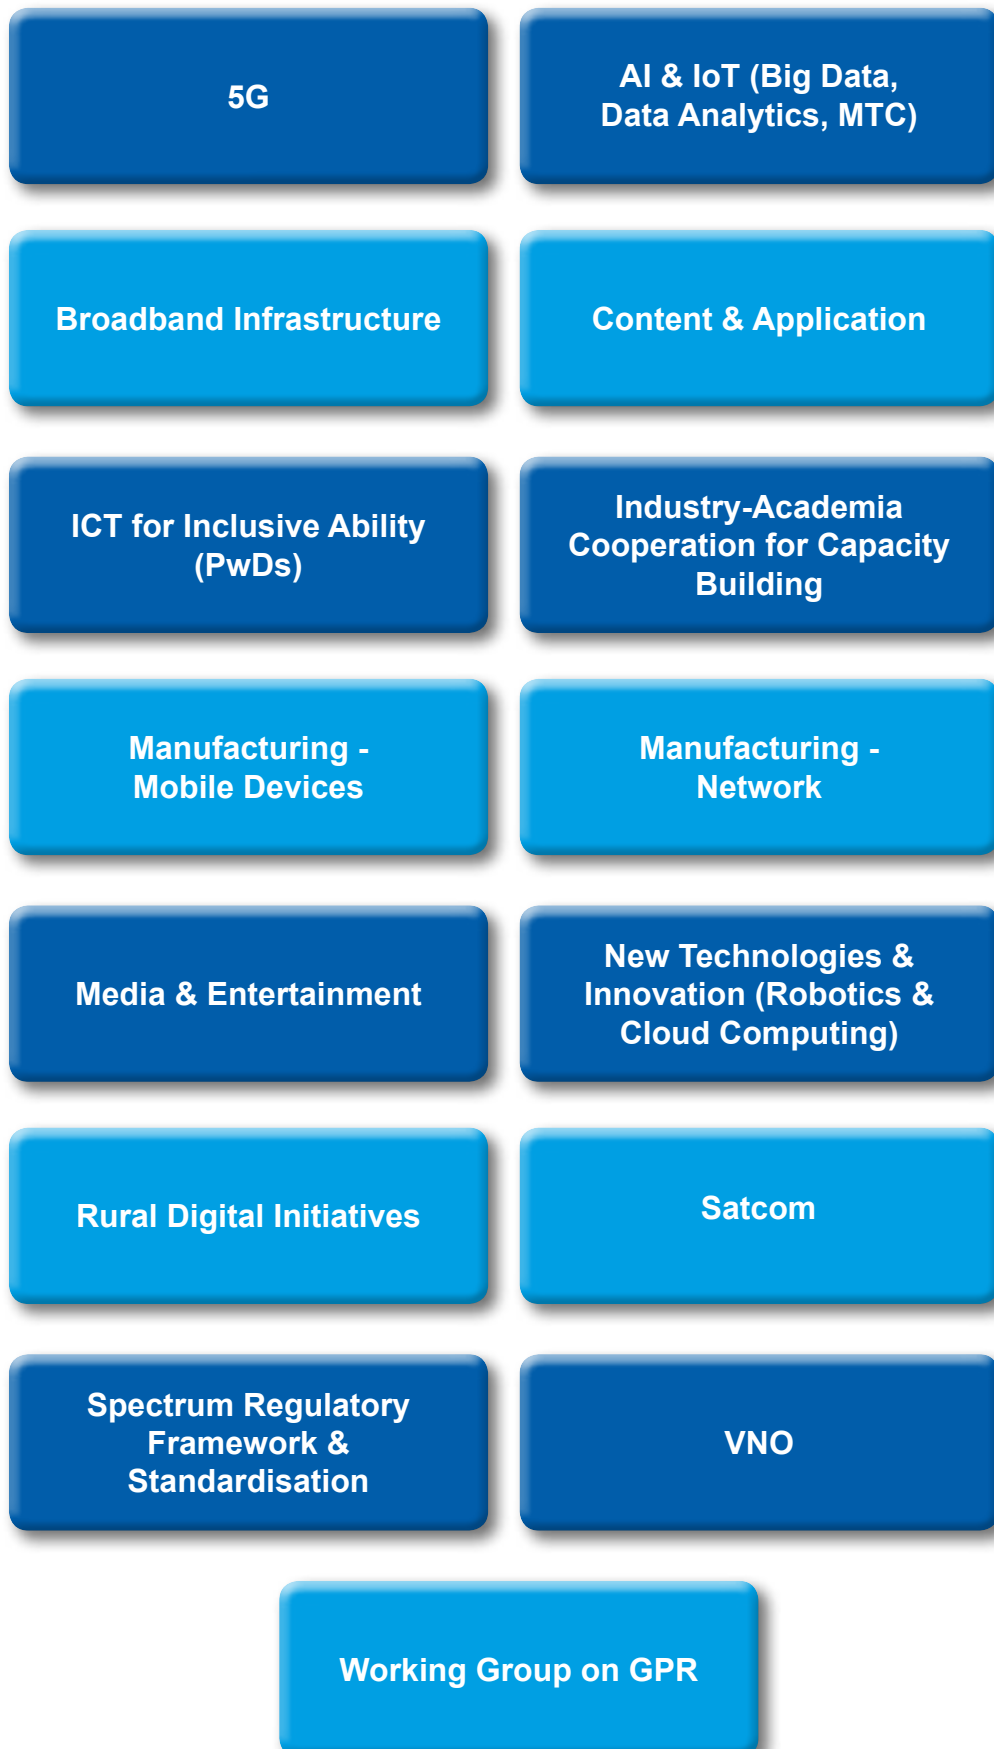 5G
AI & IoT (Big Data,
Data Analytics, MTC)
Broadband Infrastructure
Content & Application
ICT for Inclusive Ability
(PwDs)
Industry-Academia
Cooperation for Capacity
Building
Manufacturing -
Mobile Devices
Manufacturing -
Network
Media & Entertainment
New Technologies &
Innovation (Robotics &
Cloud Computing)
Rural Digital Initiatives
Satcom
Spectrum Regulatory
Framework &
Standardisation
VNO
Working Group on GPR